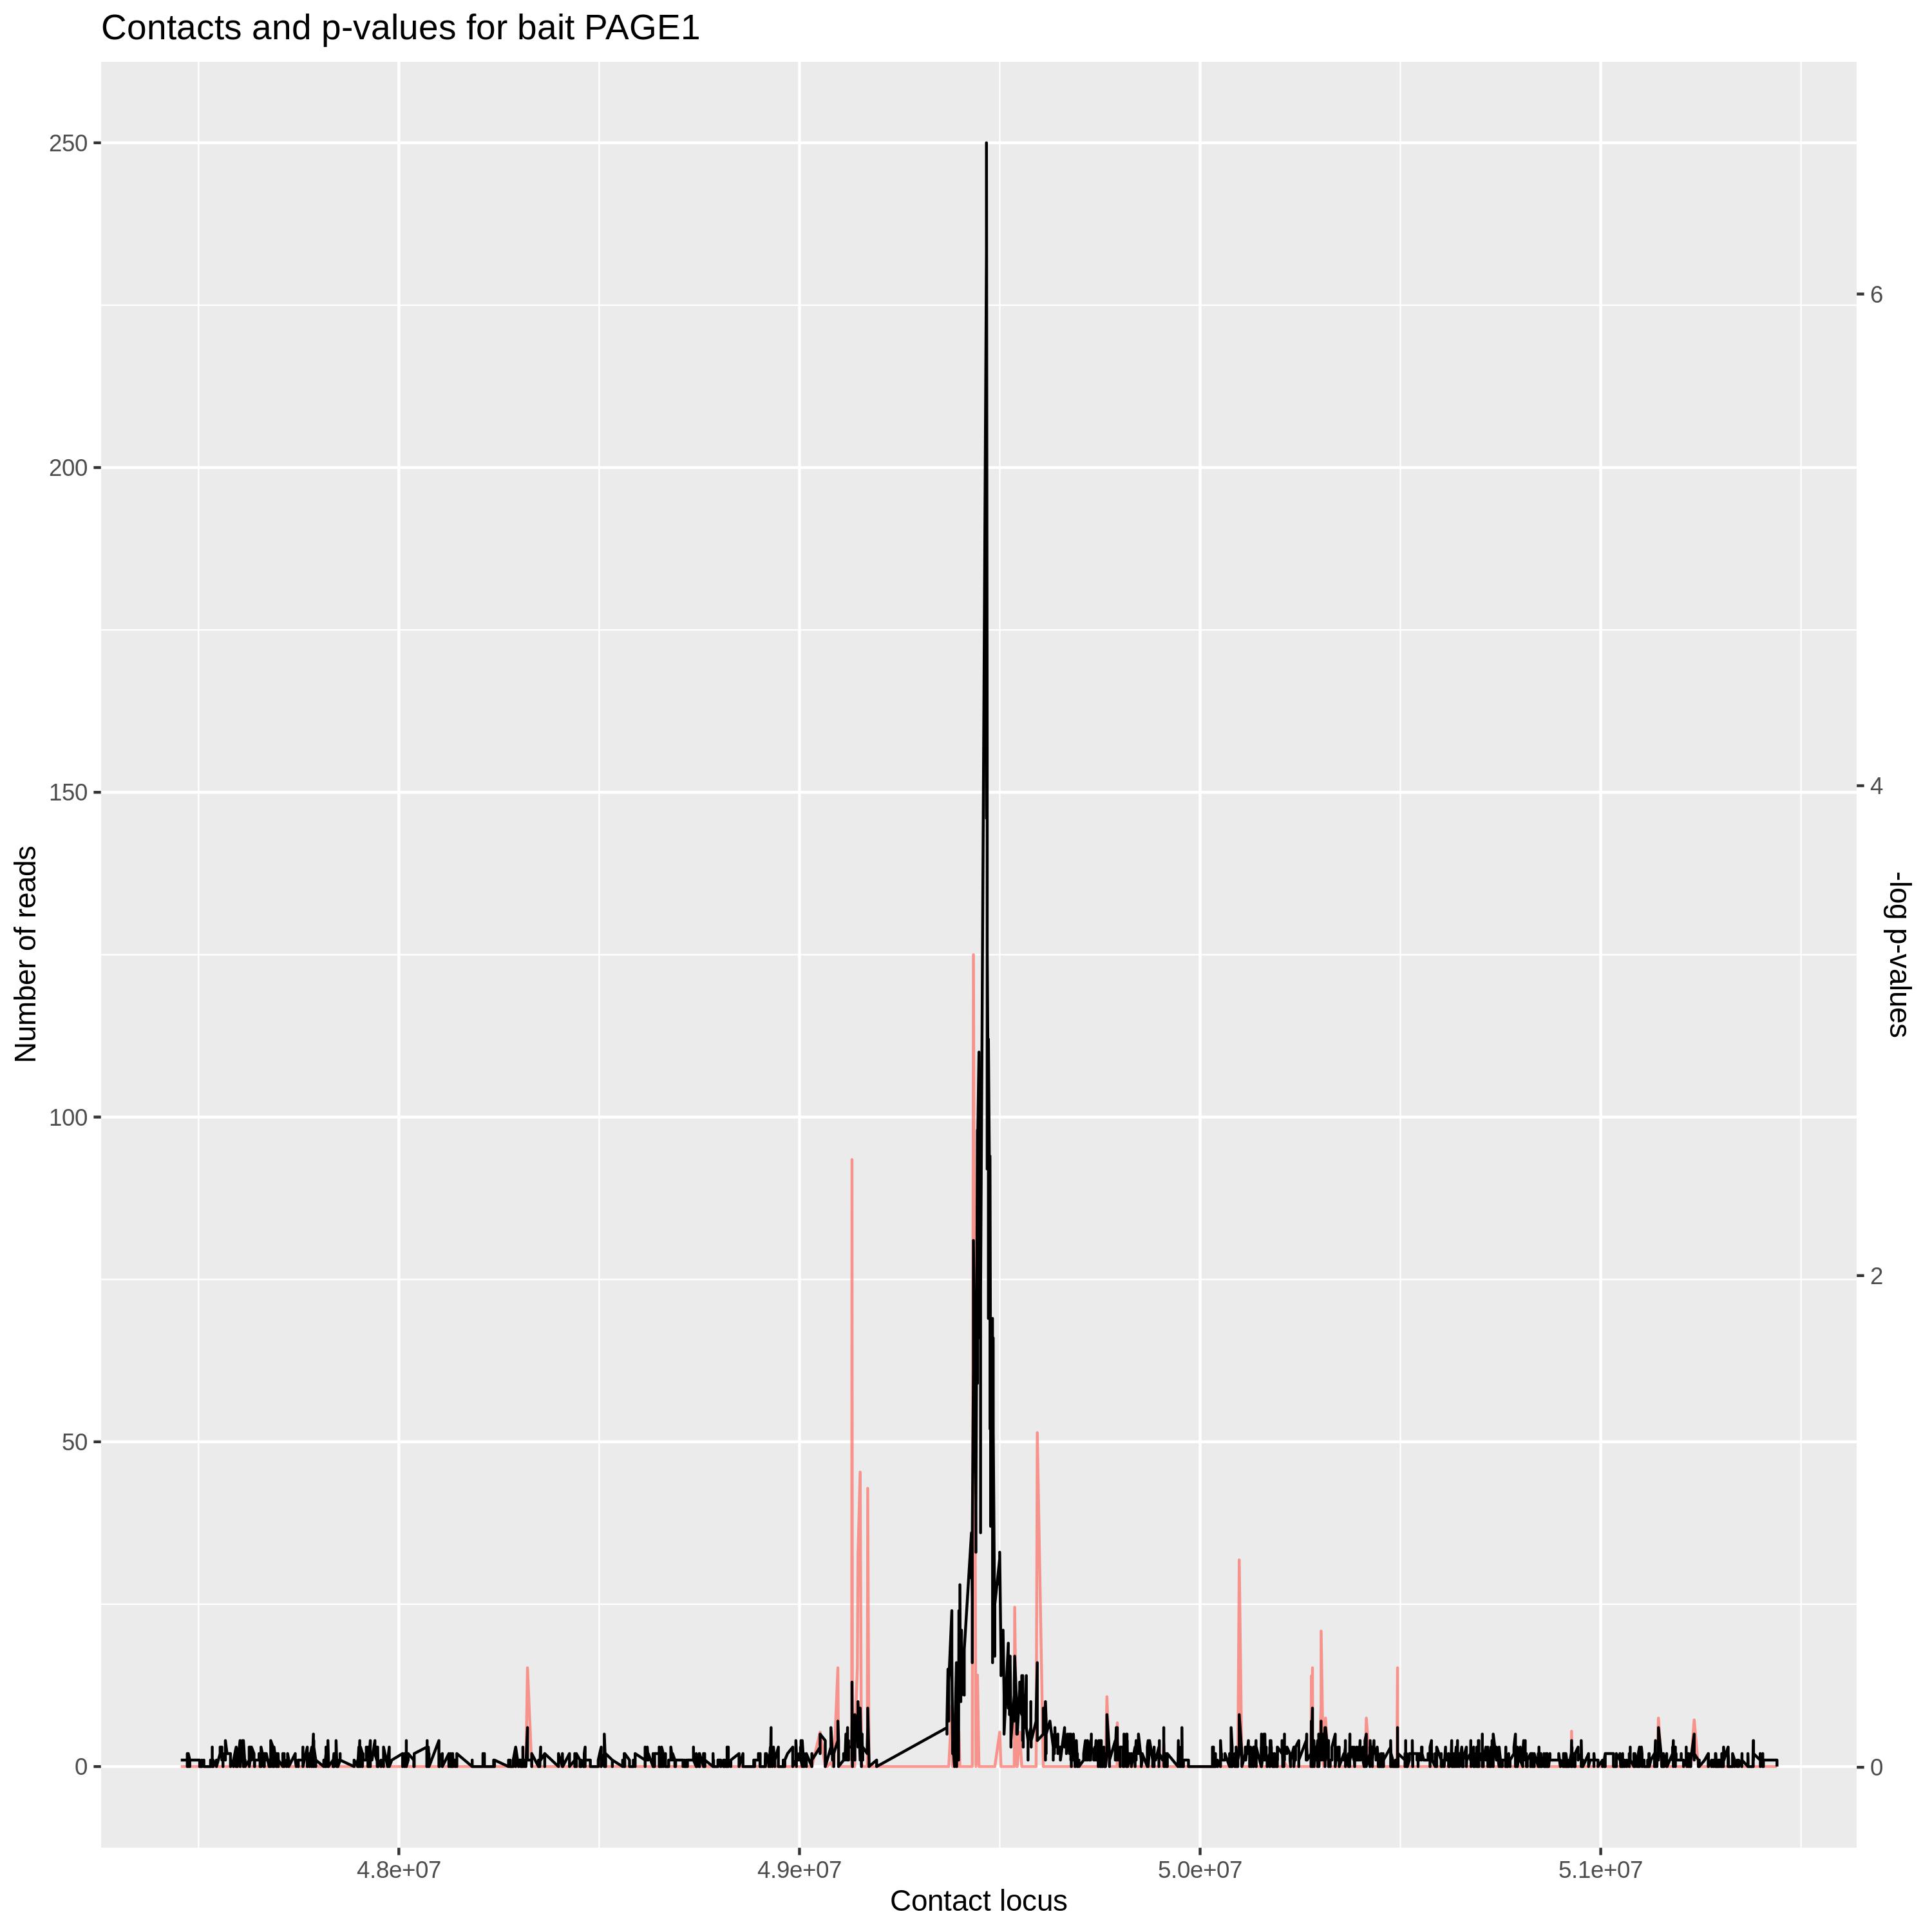 Contacts and p-values for bait PAGE1
250
200
150
100
50
0
Number of reads
6
4
2
0
-log p-values
4.8e+07
4.9e+07
5.0e+07
5.1e+07
Contact locus